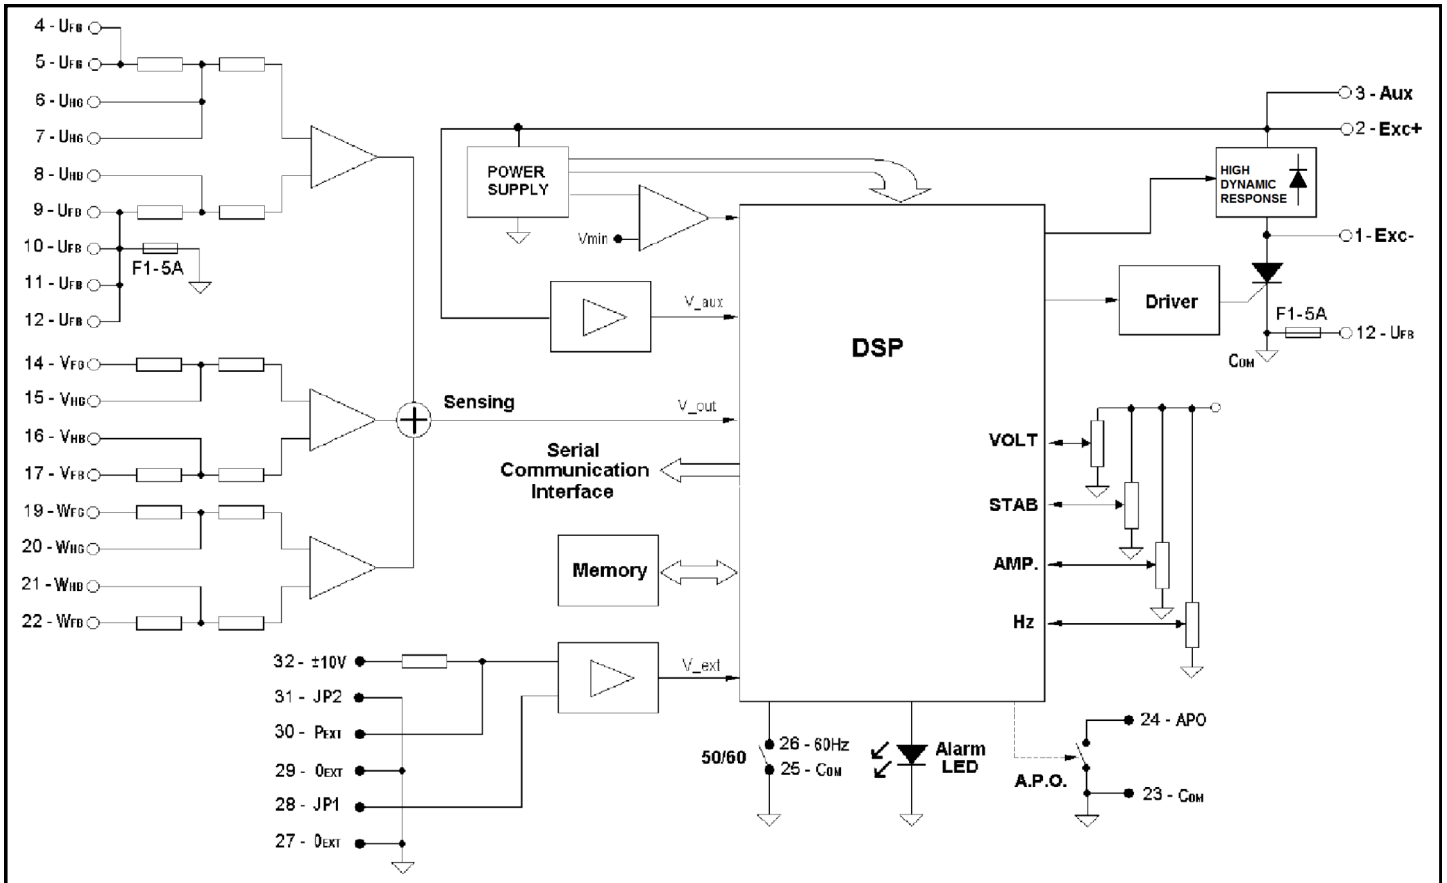 4 - UFG
5 - UFG
6 - UHG
7 - UHG
8 - UHB
9 - UFB
10 - UFB
F1-5A
11 - UFB
12 - UFB
14 - VFG
15 - VHG
16 - VHB
17 - VFB
19 - WFG
20 - WHG
21 - WHB
22 - WFB
Sensing
POWER
SUPPLY
Vmin
V_aux
V_out
Serial
Communication
Interface
Memory
V_ext
32 - ±10V
31 - JP2
30 - PEXT
29 - 0EXT
28 - JP1
27 - 0EXT
DSP
VOLT
STAB
AMP.
Hz
3 - Aux
2 - Exc+
HIGH
DYNAMIC
RESPONSE
1 - Exc-
Driver
F1-5A
12 - UFB
COM
50/60
26 - 60Hz
25 - COM
Alarm
LED
A.P.O.
24 - APO
23 - COM